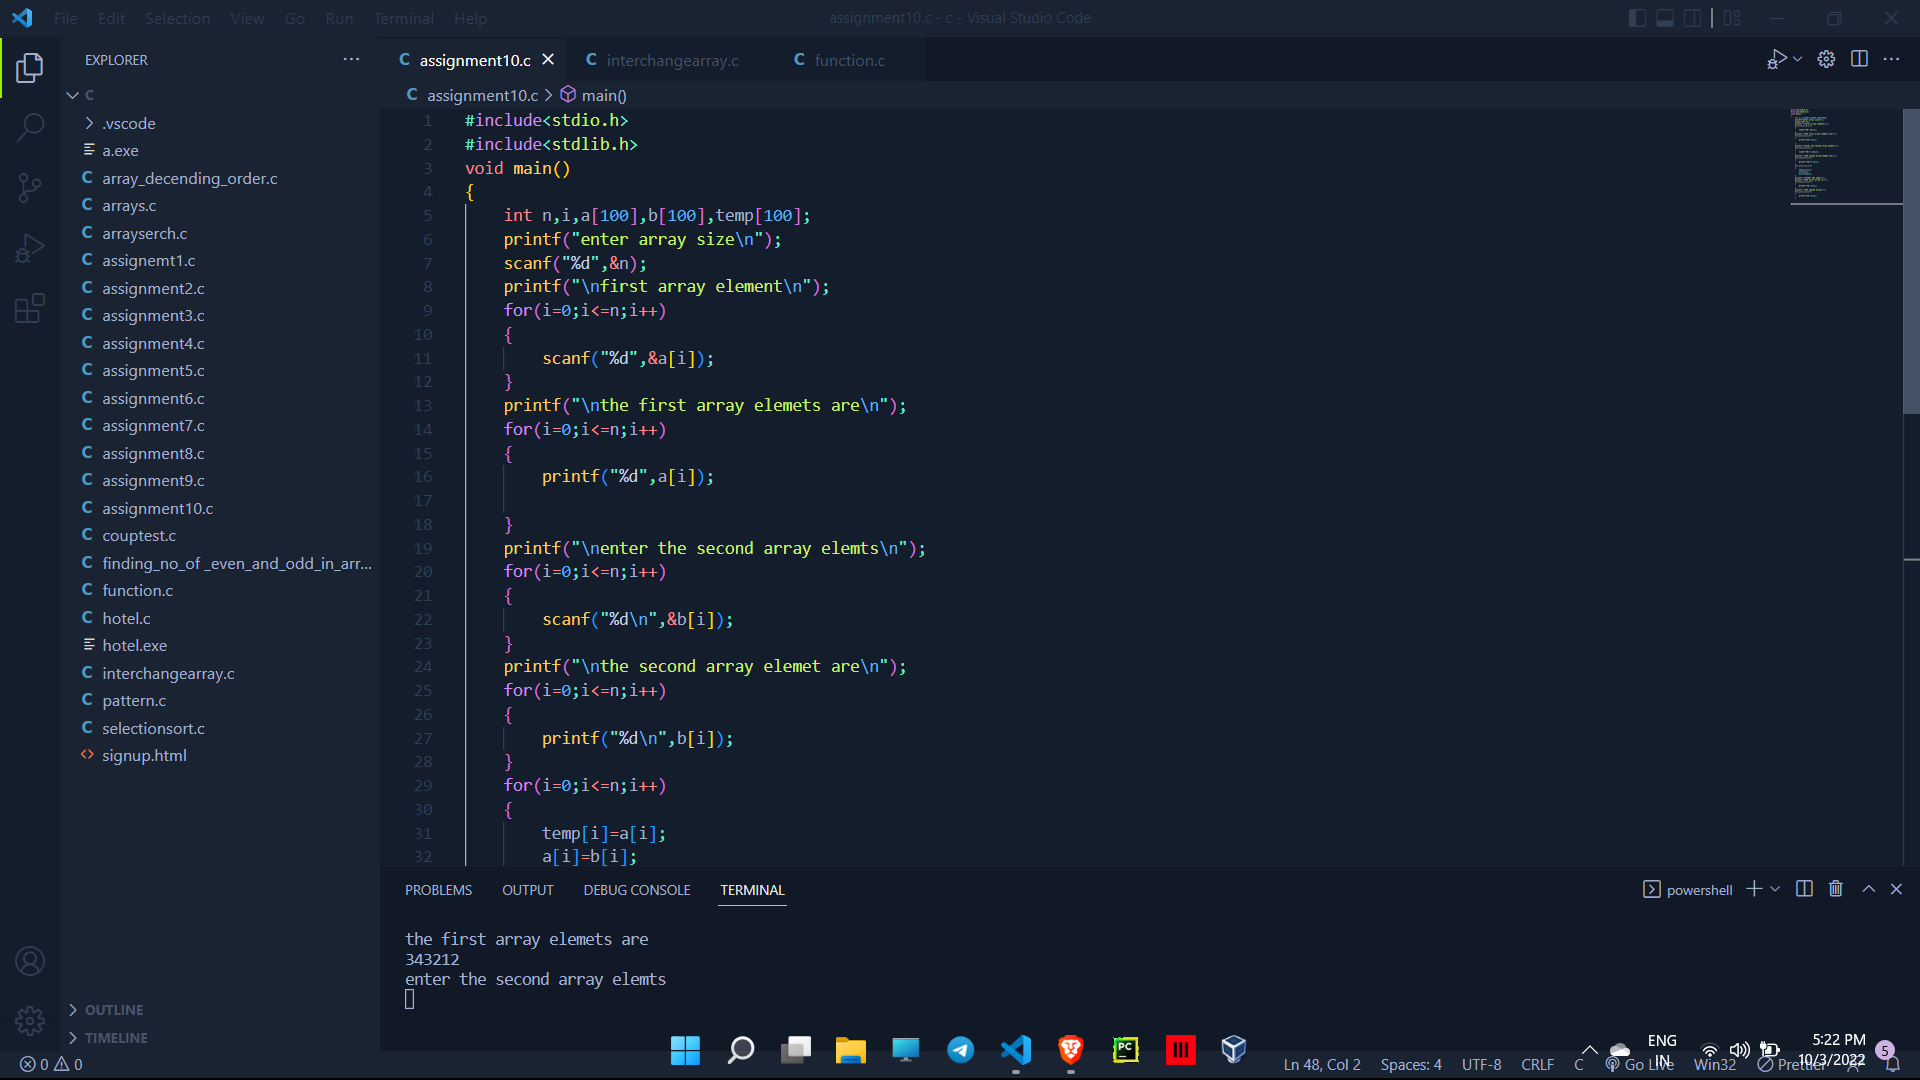 File Edit Selection View Go Run Terminal Help
assignment10.c - c - Visual Studio Code
EXPLORER
C
.vscode
a.exe
array_decending_order.c
arrays.c
arrayserch.c
assignemt1.c
assignment2.c
assignment3.c
assignment4.c
assignment5.c
assignment6.c
assignment7.c
assignment8.c
assignment9.c
assignment10.c
couptest.c
finding_no_of _even_and_odd_in_arr...
function.c
hotel.c
hotel.exe
interchangearray.c
pattern.c
selectionsort.c
signup.html
OUTLINE
TIMELINE
C assignment10.c
C interchangearray.c
C function.c
C assignment10.c > main()
1 #include<stdio.h>
2 #include<stdlib.h>
3 void main()
4 {
5 int n,i,a[100],b[100],temp[100];
6 printf("enter array size\n");
7 scanf("%d",&n);
8 printf("\nfirst array element\n");
9 for(i=0;i<=n;i++)
10 {
11 scanf("%d",&a[i]);
12 }
13 printf("\nthe first array elemets are\n");
14 for(i=0;i<=n;i++)
15 {
16 printf("%d",a[i]);
17
18 }
19 printf("\nenter the second array elemts\n");
20 for(i=0;i<=n;i++)
21 {
22 scanf("%d\n",&b[i]);
23 }
24 printf("\nthe second array elemet are\n");
25 for(i=0;i<=n;i++)
26 {
27 printf("%d\n",b[i]);
28 }
29 for(i=0;i<=n;i++)
30 {
31 temp[i]=a[i];
32 a[i]=b[i];
PROBLEMS OUTPUT DEBUG CONSOLE TERMINAL
powershell
the first array elemets are
343212
enter the second array elemts
0 0
Ln 48, Col 2 Spaces: 4 UTF-8 CRLF C Go Live Win32 Prettier
PC
ENG
IN
5:22 PM
10/3/2022
5